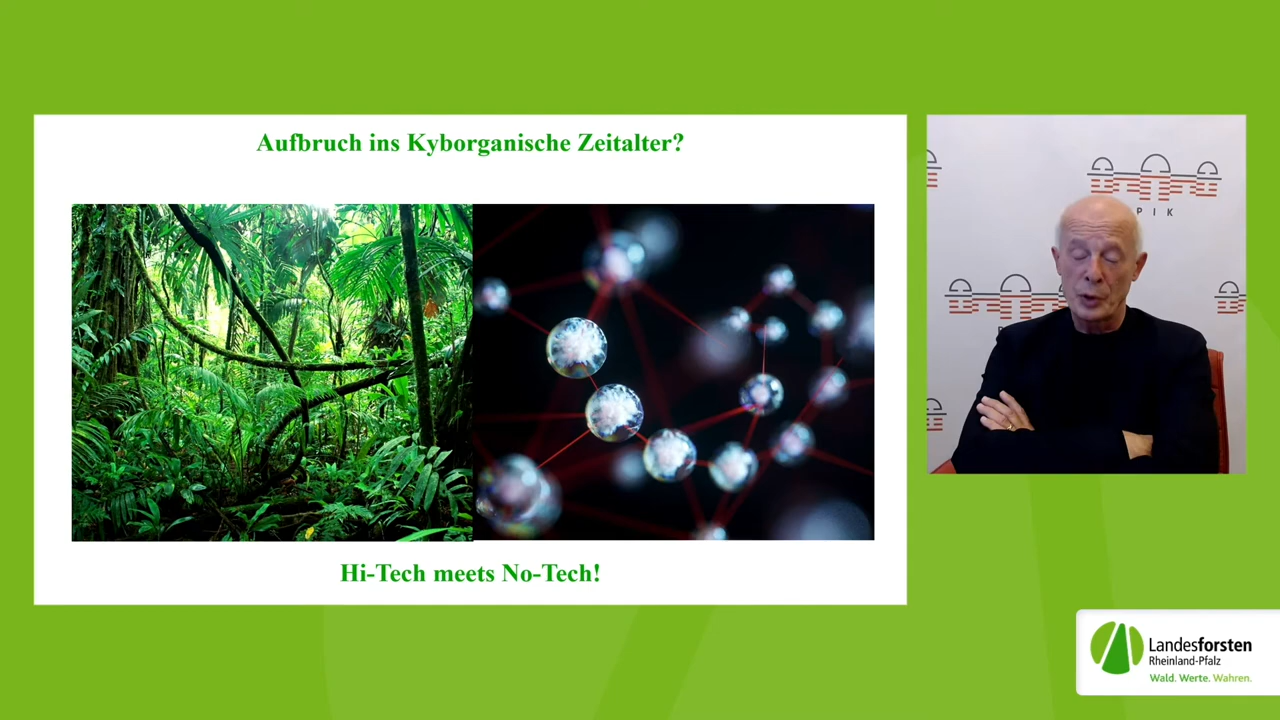 Aufbruch ins Kyborganische Zeitalter?
Hi-Tech meets No-Tech!
PIK
Landesforsten
Rheinland-Pfalz
Wald. Werte. Wahren.